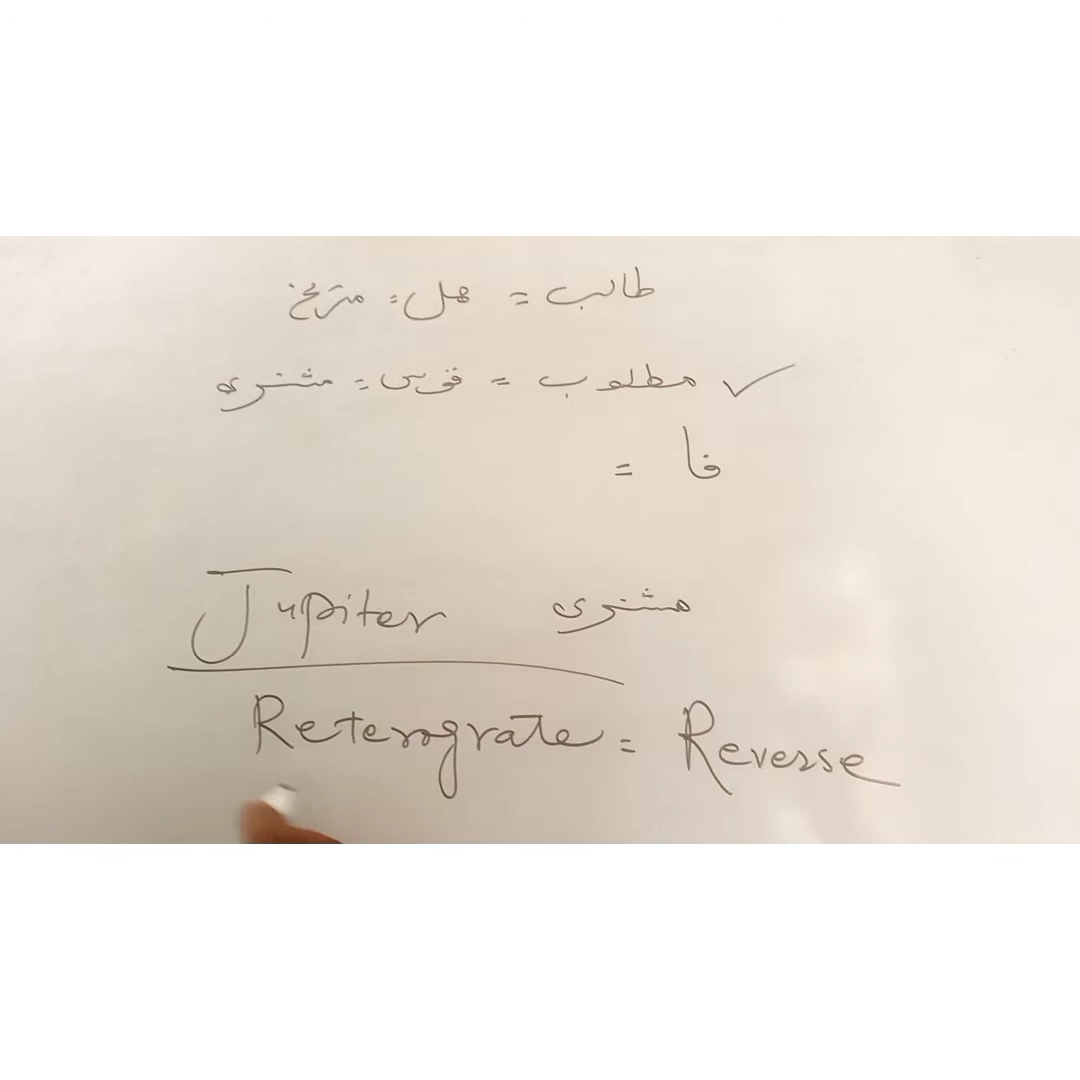 طالب = حمل = مریخ
✓ مطلوب = قوس = مشتری
فا =
Jupiter مشتری
Reterograte = Reverse